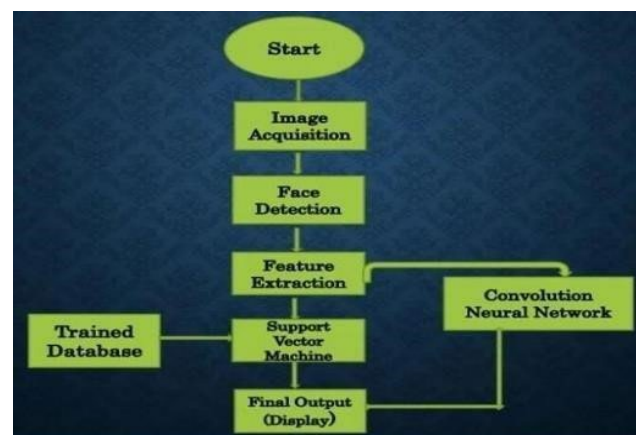 Start
Image
Acquisition
Face
Detection
Feature
Extraction
Convolution
Neural Network
Trained
Database
Support
Vector
Machine
Final Output
(Display)